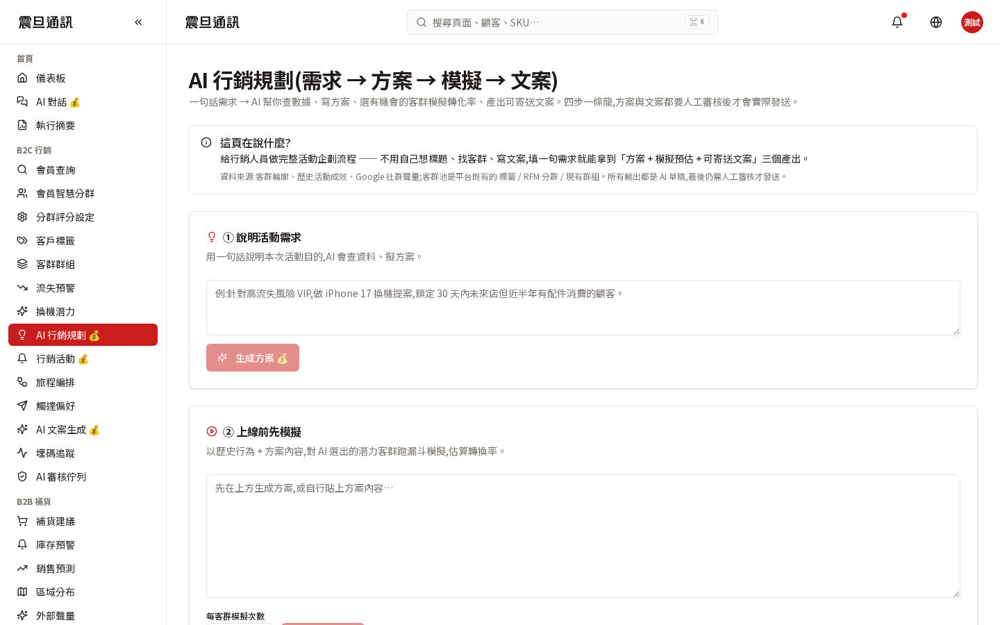 震旦通訊
震旦通訊
搜尋頁面、顧客、SKU…
⌘ K
測試
首頁
儀表板
AI 對話 💰
執行摘要
B2C 行銷
會員查詢
會員智慧分群
分群評分設定
客戶標籤
客群群組
流失預警
換機潛力
AI 行銷規劃 💰
行銷活動 💰
旅程編排
觸達偏好
AI 文案生成 💰
埋碼追蹤
AI 審核佇列
B2B 補貨
補貨建議
庫存預警
銷售預測
區域分布
外部聲量
AI 行銷規劃(需求 → 方案 → 模擬 → 文案)
一句話需求 → AI 幫你查數據、寫方案、選有機會的客群模擬轉化率、產出可寄送文案。四步一條龍,方案與文案都要人工審核後才會實際發送。
這頁在說什麼?
給行銷人員做完整活動企劃流程 —— 不用自己想標題、找客群、寫文案,填一句需求就能拿到「方案 + 模擬預估 + 可寄送文案」三個產出。
資料來源:客群輪廓、歷史活動成效、Google 社群聲量;客群池是平台既有的 標籤 / RFM 分群 / 現有群組。所有輸出都是 AI 草稿,最後仍需人工審核才發送。
① 說明活動需求
用一句話說明本次活動目的,AI 會查資料、擬方案。
例:針對高流失風險 VIP,做 iPhone 17 換機提案,鎖定 30 天內未來店但近半年有配件消費的顧客。
生成方案 💰
② 上線前先模擬
以歷史行為 + 方案內容,對 AI 選出的潛力客群跑漏斗模擬,估算轉換率。
先在上方生成方案,或自行貼上方案內容…
每客群模擬次數